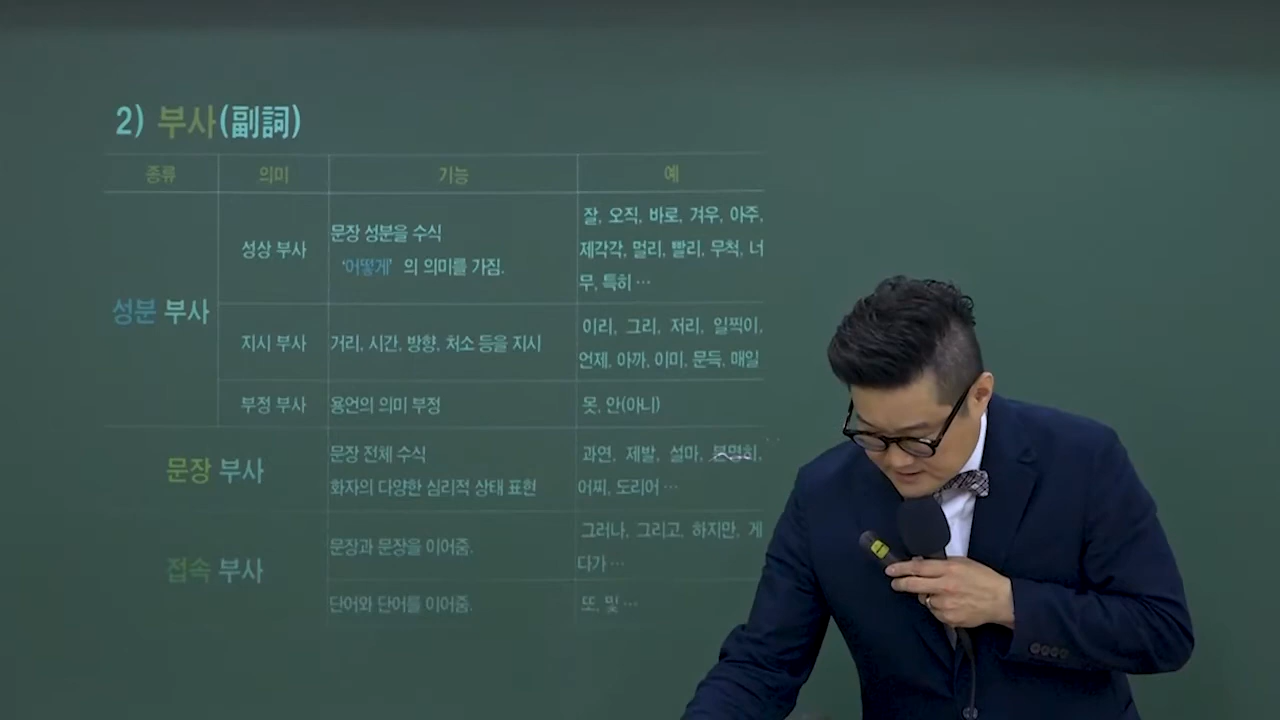 2) 부사(副詞)
종류 의미 기능 예
성분 부사
성상 부사
문장 성분을 수식
'어떻게' 의 의미를 가짐.
잘, 오직, 바로, 겨우, 아주,
제각각, 멀리, 빨리, 무척, 너
무, 특히 …
지시 부사
거리, 시간, 방향, 처소 등을 지시
이리, 그리, 저리, 일찍이,
언제, 아까, 이미, 문득, 매일
부정 부사
용언의 의미 부정
못, 안(아니)
문장 부사
문장 전체 수식
화자의 다양한 심리적 상태 표현
과연, 제발, 설마, 분명히,
어찌, 도리어 …
접속 부사
문장과 문장을 이어줌.
그러나, 그리고, 하지만, 게
다가 …
단어와 단어를 이어줌.
또, 및 …